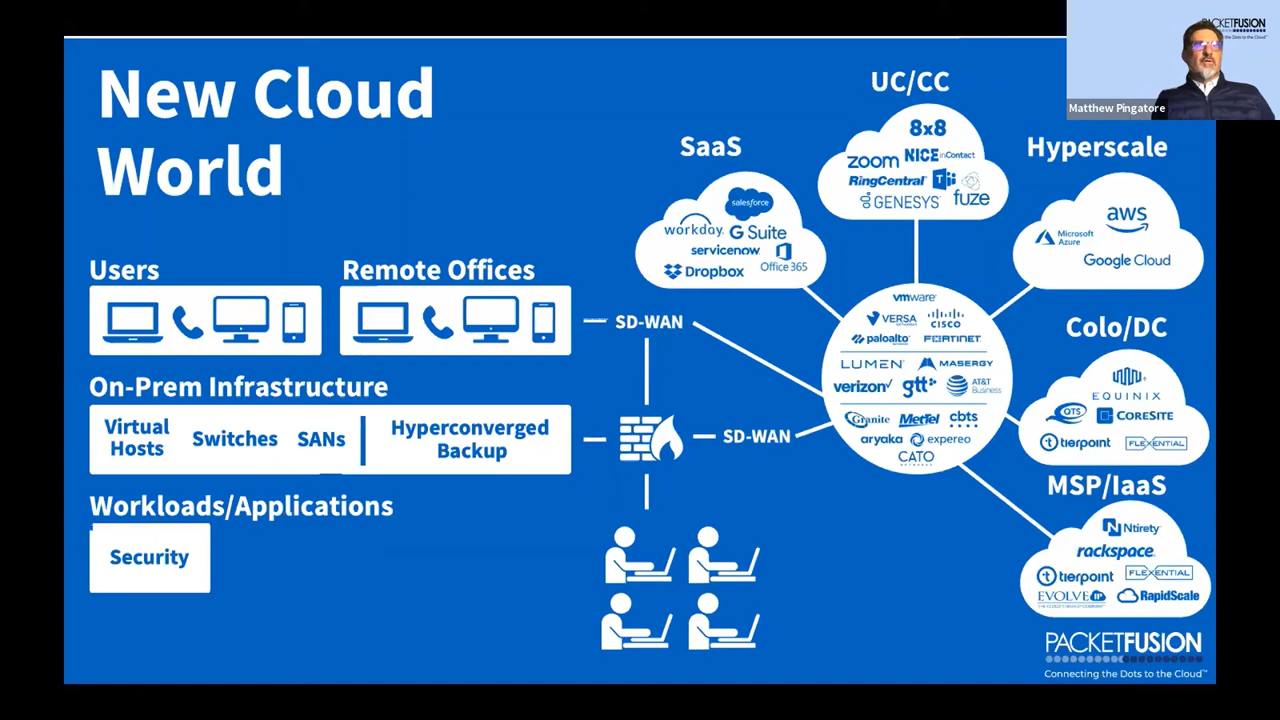 New Cloud
World
Users
Remote Offices
On-Prem Infrastructure
Virtual
Hosts
Switches
SANs
Hyperconverged
Backup
Workloads/Applications
Security
SD-WAN
SD-WAN
SaaS
salesforce
workday.
G Suite
servicenow
Office 365
Dropbox
UC/CC
8x8
zoom
NICE inContact
RingCentral
GENESYS
fuze
Hyperscale
aws
Microsoft
Azure
Google Cloud
vmware
VERSA
CISCO
paloalto
FORTINET
LUMEN
MASERGY
verizon
gtt
AT&T
Business
Granite
MetTel
cbts
aryaka
expereo
CATO
NETWORKS
Colo/DC
EQUINIX
QTS
CORESITE
tierpoint
FLEXENTIAL
MSP/IaaS
Ntirety
rackspace.
tierpoint
FLEXENTIAL
EVOLVE IP
RapidScale
PACKETFUSION
Connecting the Dots to the Cloud™
PACKETFUSION
the Dots to the Cloud™
Matthew Pingatore